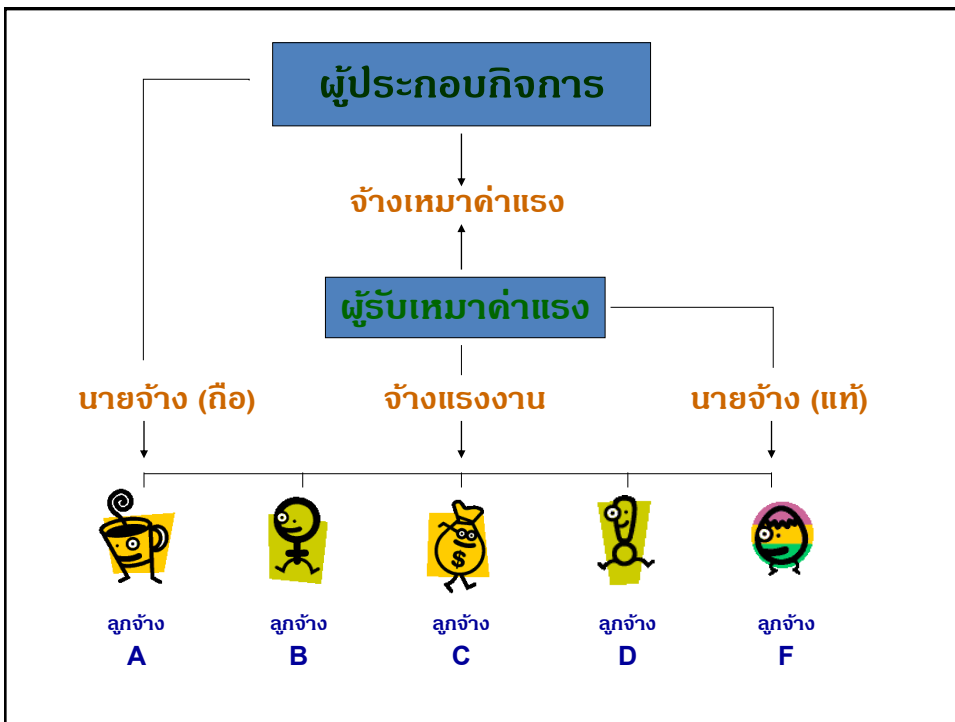 ผู้ประกอบกิจการ
จ้างเหมาค่าแรง
ผู้รับเหมาค่าแรง
นายจ้าง (ถือ) จ้างแรงงาน นายจ้าง (แท้)
$
ลูกจ้าง ลูกจ้าง ลูกจ้าง ลูกจ้าง ลูกจ้าง
A B C D F